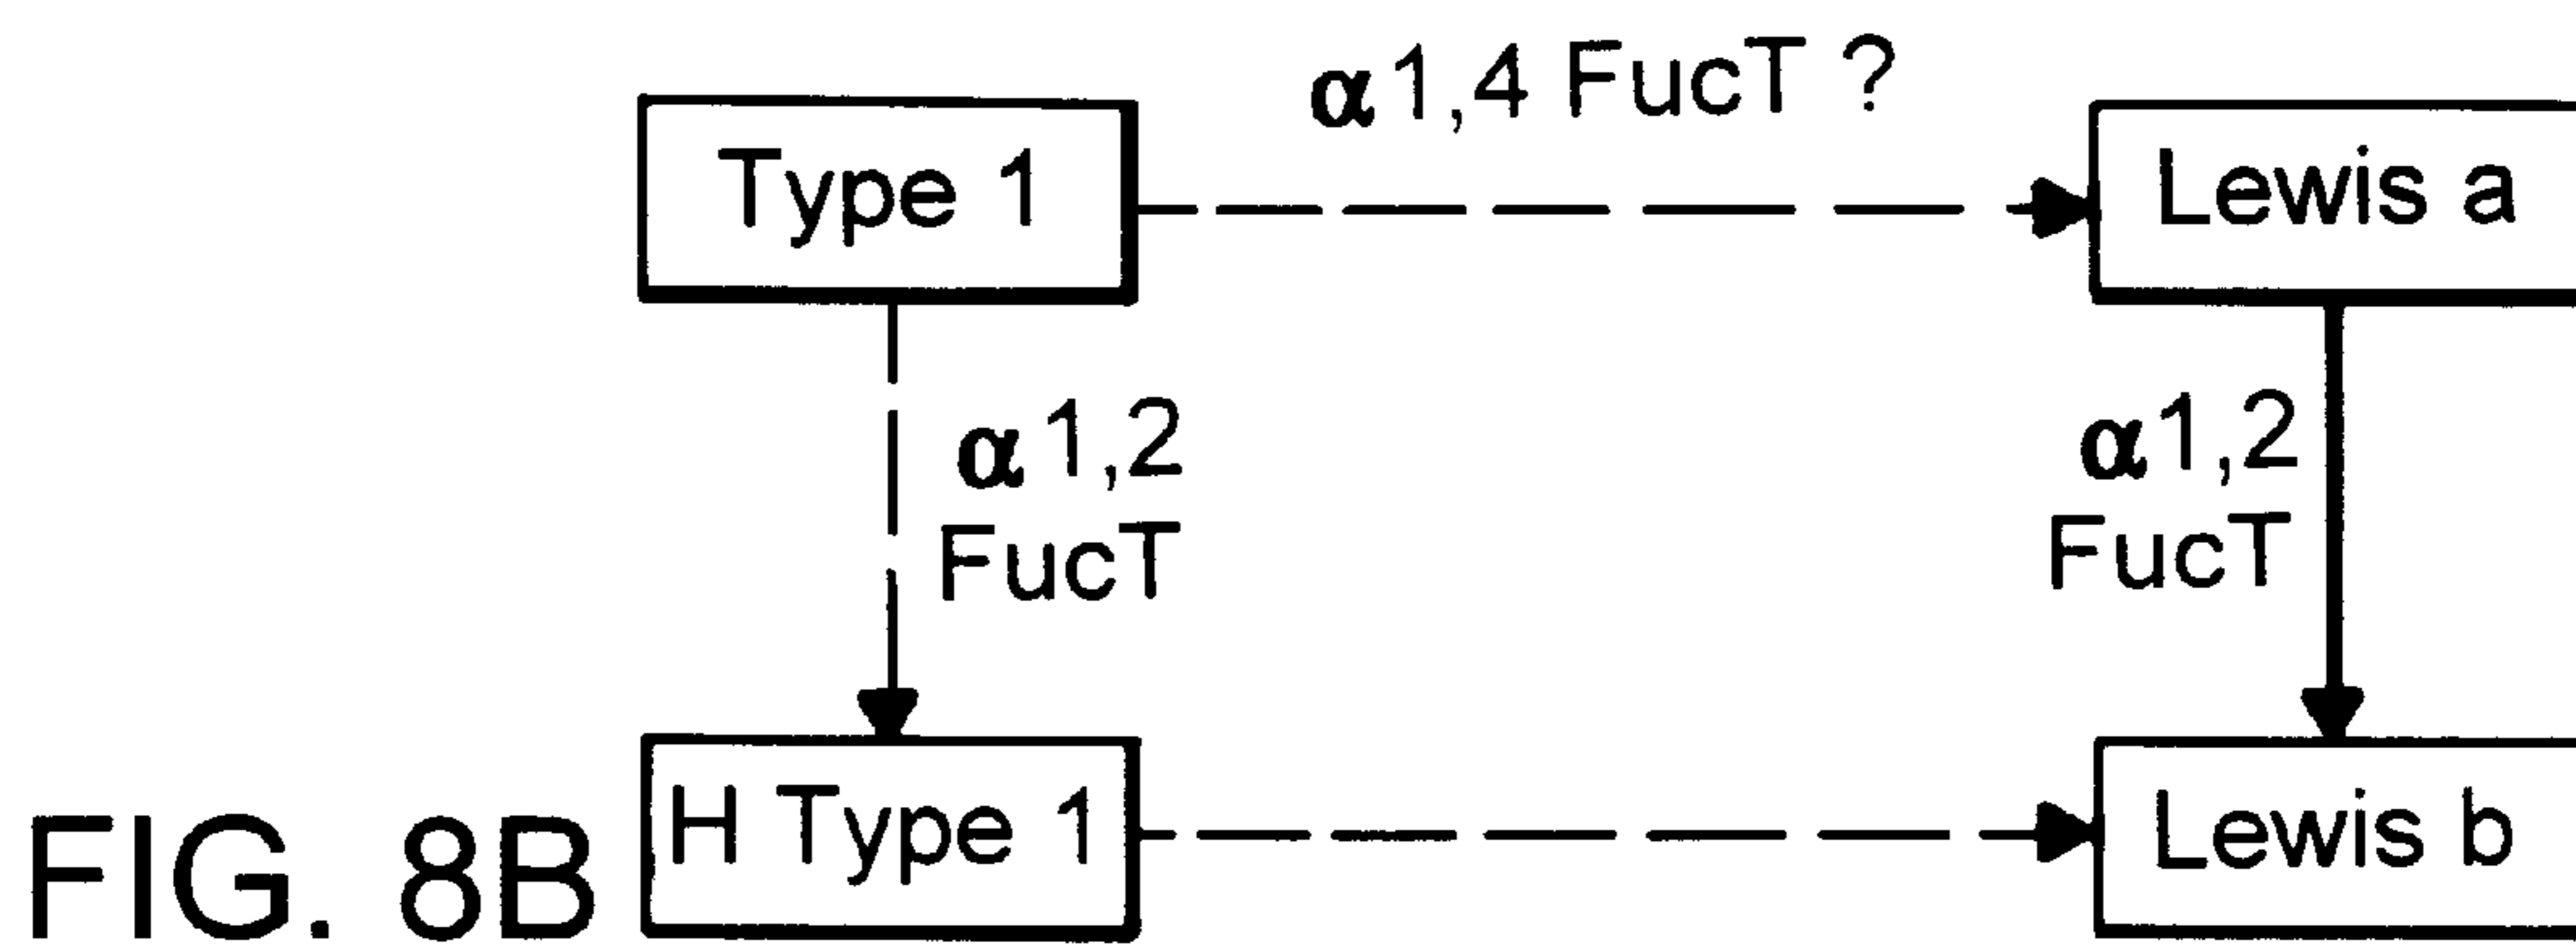 α1,4 FucT ?
Type 1
Lewis a
α1,2
FucT
α1,2
FucT
H Type 1
Lewis b
FIG. 8B